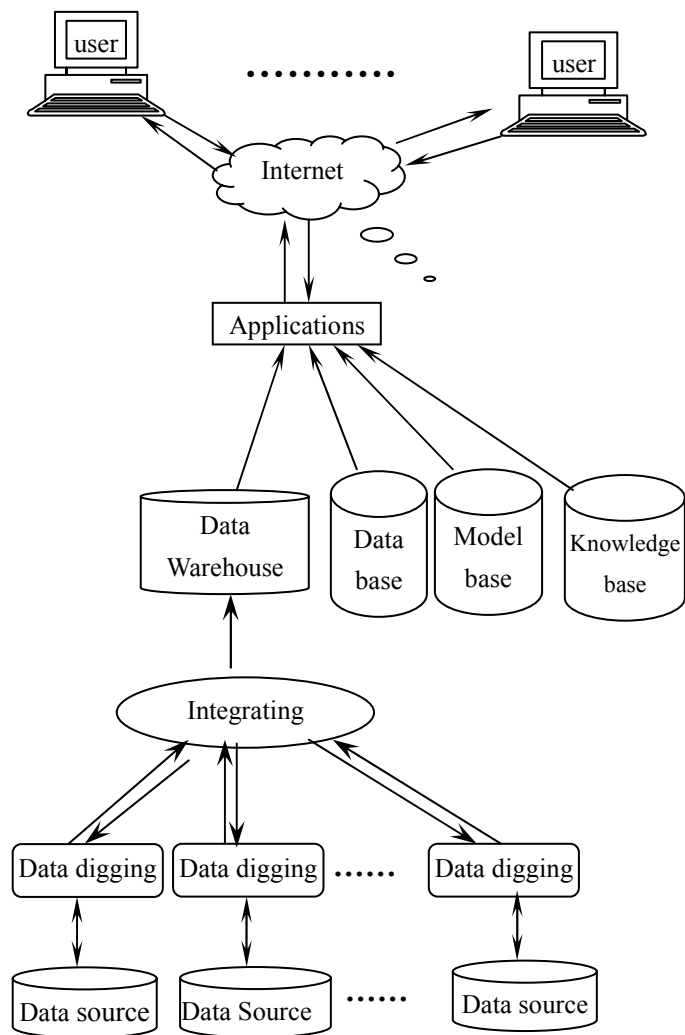 user
user
Internet
Applications
Data
Warehouse
Data
base
Model
base
Knowledge
base
Integrating
Data digging
Data digging
Data digging
Data source
Data Source
Data source